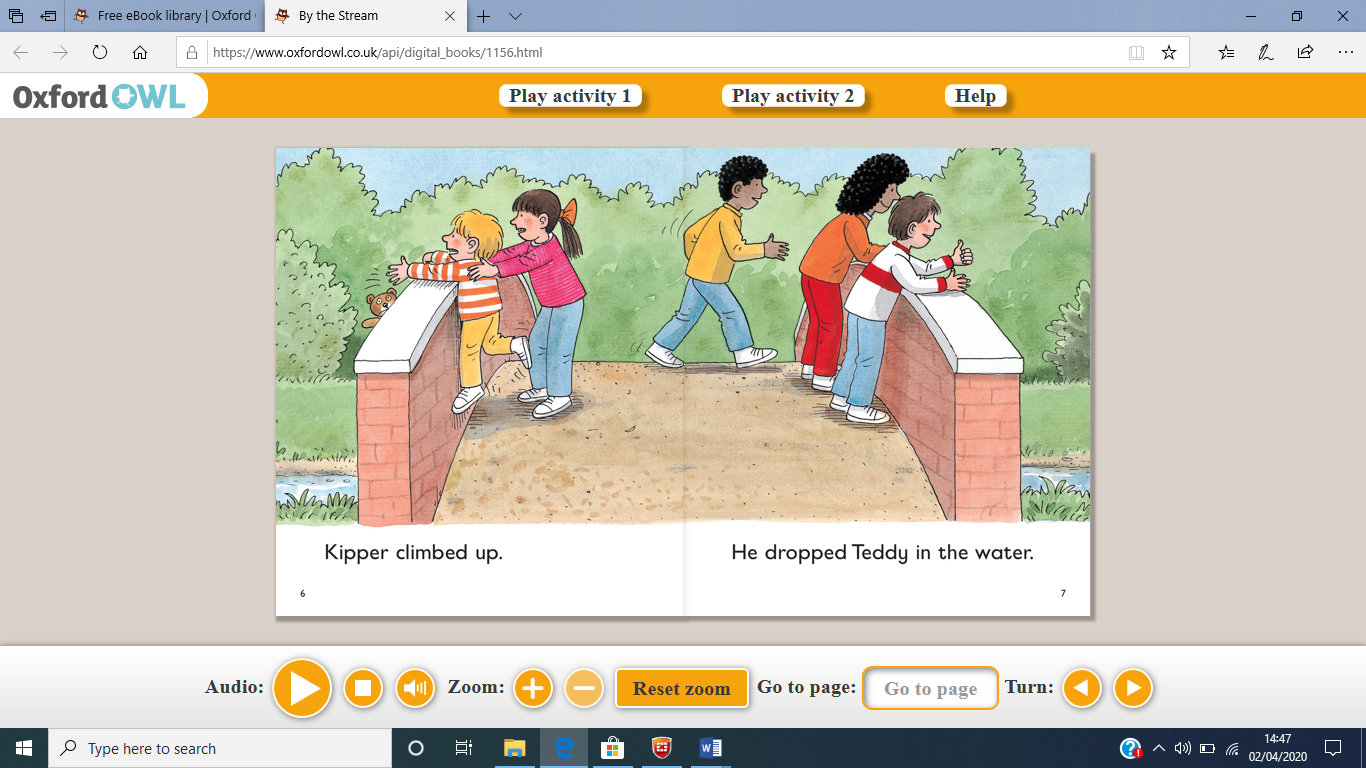 Free eBook library | Oxford
By the Stream
https://www.oxfordowl.co.uk/api/digital_books/1156.html
Oxford OWL
Play activity 1
Play activity 2
Help
Kipper climbed up.
He dropped Teddy in the water.
6
7
Audio:
Zoom:
Reset zoom
Go to page:
Go to page
Turn:
Type here to search
14:47
02/04/2020